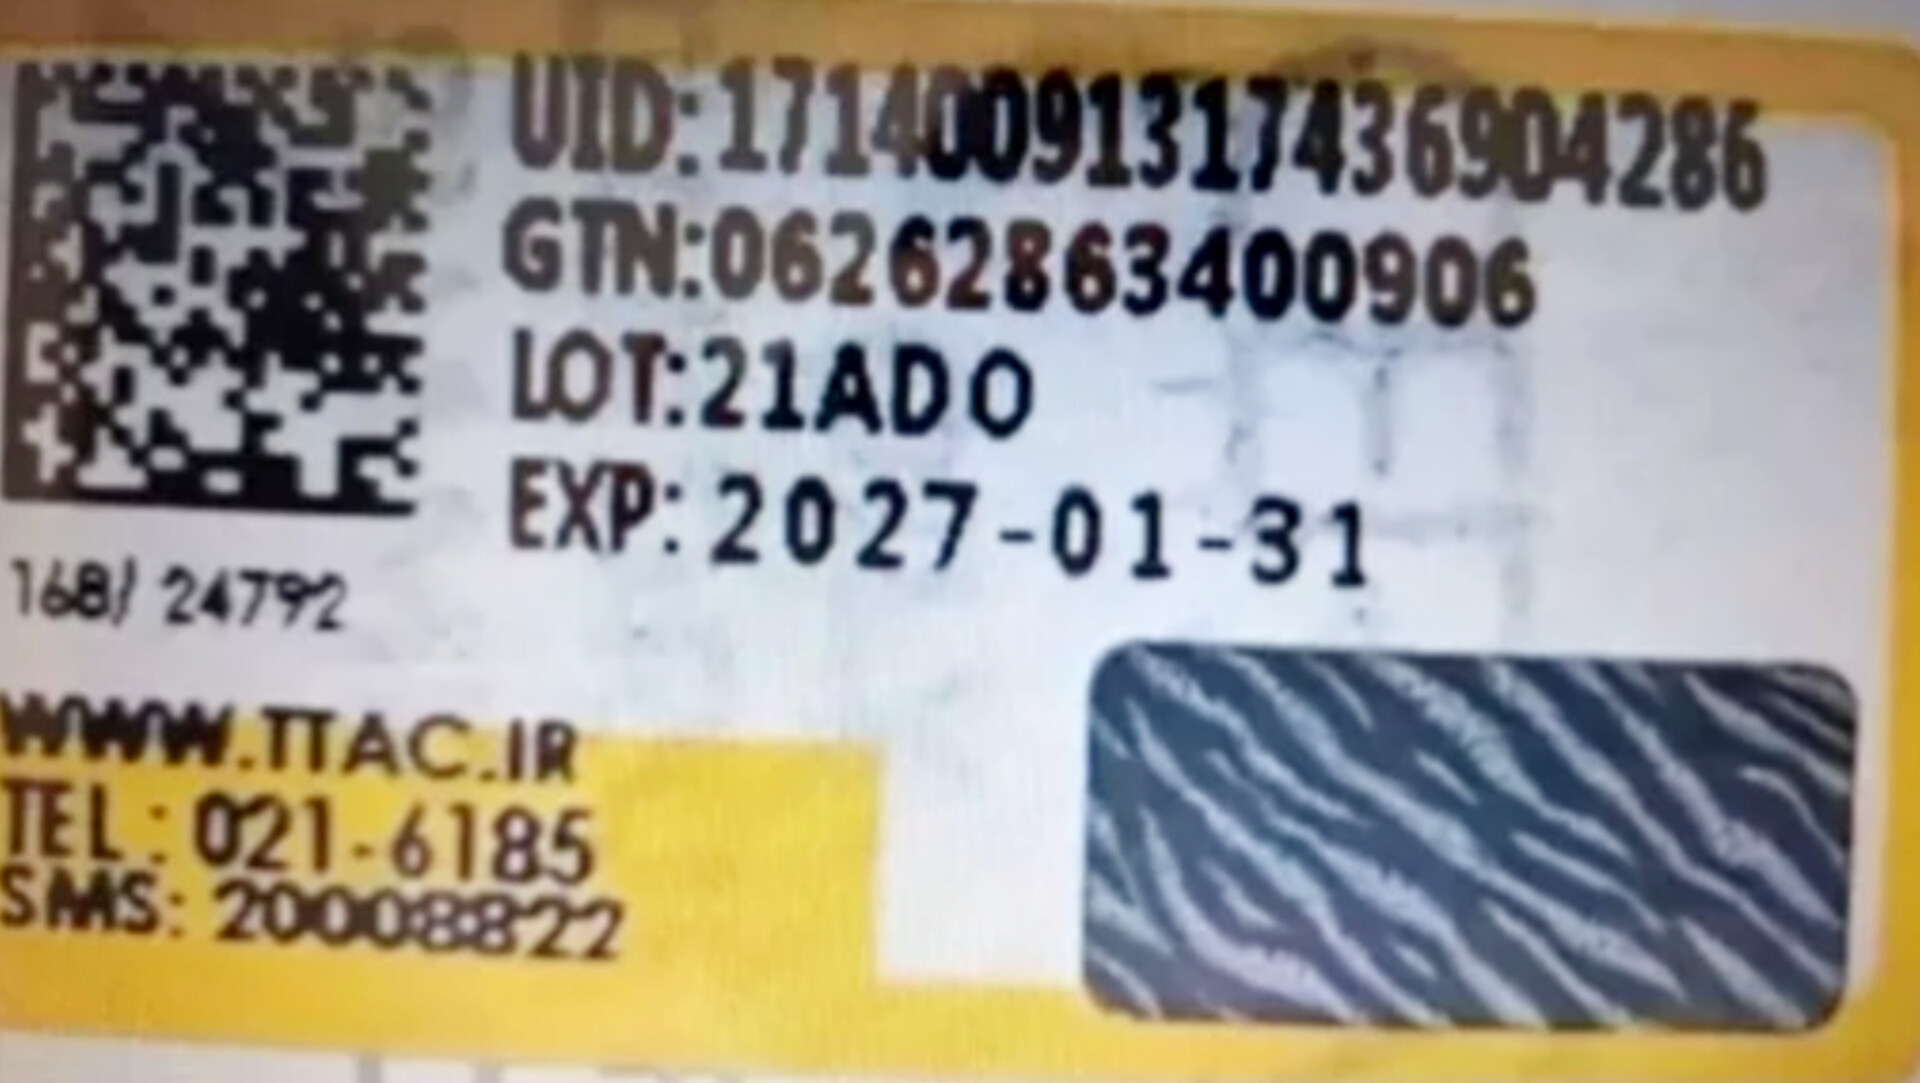 UID:17140091317436904286
GTN:06262863400906
LOT:21ADO
EXP: 2027-01-31
168/ 24792
WWW.TTAC.IR
TEL: 021-6185
SMS: 20008822